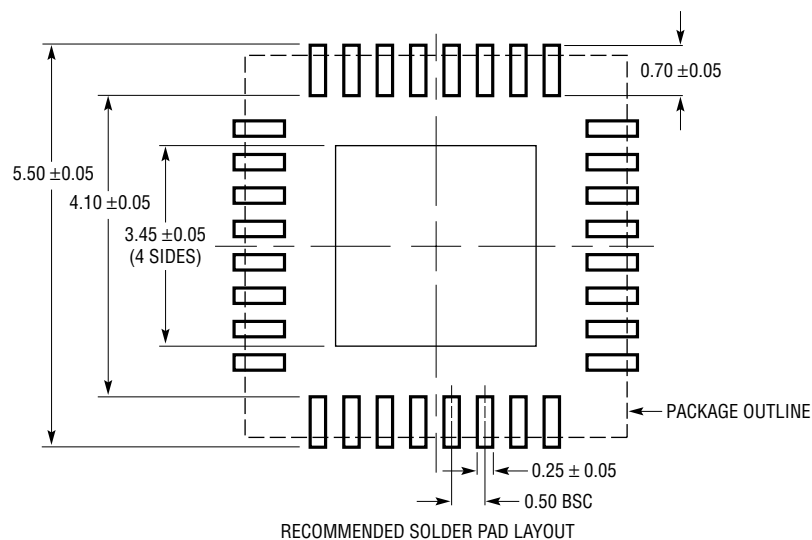 0.70 ±0.05
5.50 ±0.05
4.10 ±0.05
3.45 ±0.05
(4 SIDES)
PACKAGE OUTLINE
0.25 ± 0.05
0.50 BSC
RECOMMENDED SOLDER PAD LAYOUT